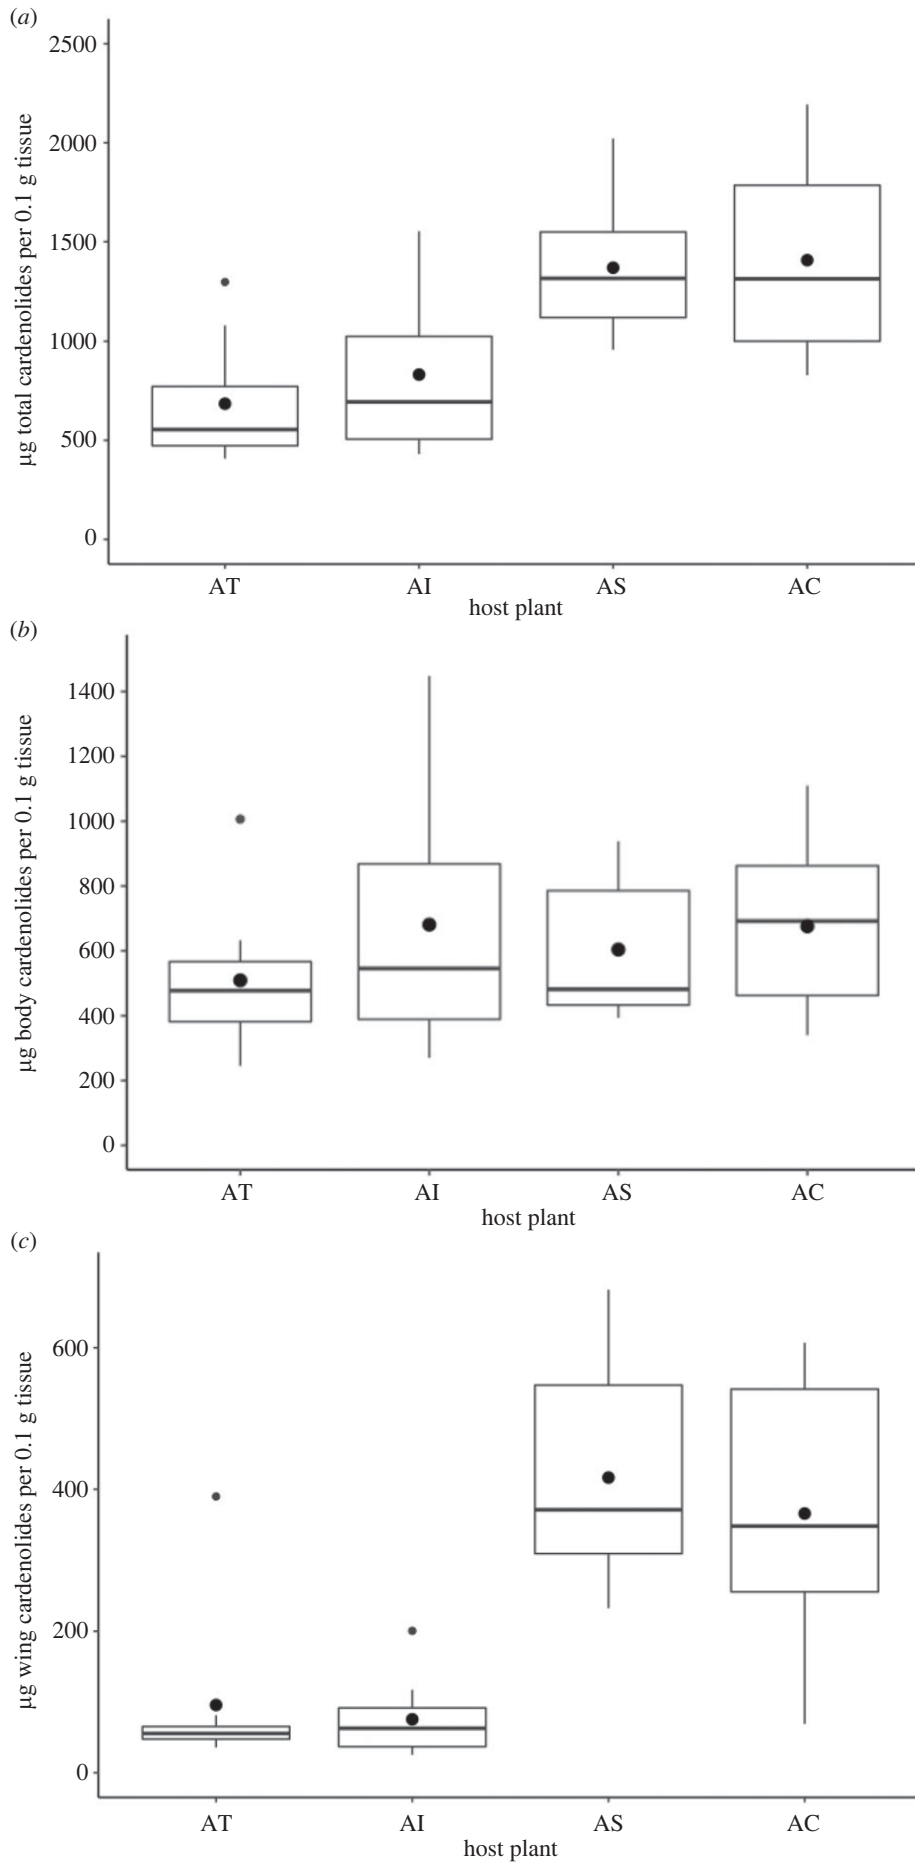 (a)
µg total cardenolides per 0.1 g tissue
2500
2000
1500
1000
500
0
AT AI AS AC
host plant
(b)
µg body cardenolides per 0.1 g tissue
1400
1200
1000
800
600
400
200
0
AT AI AS AC
host plant
(c)
µg wing cardenolides per 0.1 g tissue
600
400
200
0
AT AI AS AC
host plant